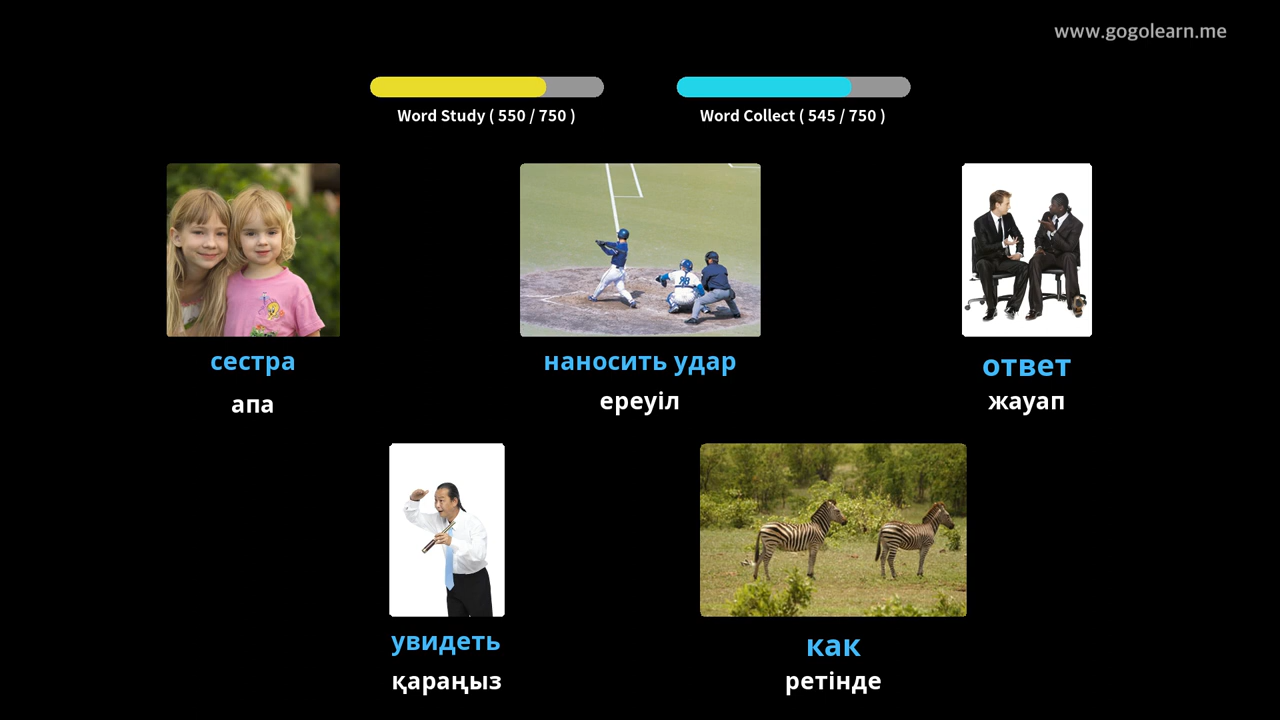 www.gogolearn.me
Word Study ( 550 / 750 )
Word Collect ( 545 / 750 )
сестра
апа
наносить удар
ереуіл
ответ
жауап
увидеть
қараңыз
как
ретінде